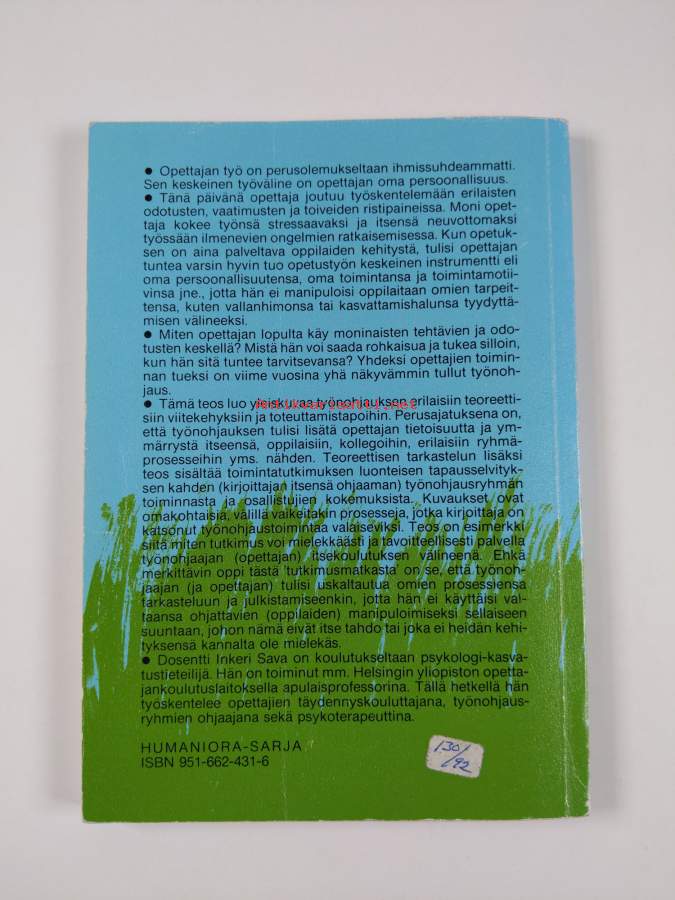 ● Opettajan työ on perusolemukseltaan ihmissuhdeammatti.
Sen keskeinen työväline on opettajan oma persoonallisuus.
● Tänä päivänä opettaja joutuu työskentelemään erilaisten
odotusten, vaatimusten ja toiveiden ristipaineissa. Moni opet-
taja kokee työnsä stressaavaksi ja itsensä neuvottomaksi
työssään ilmenevien ongelmien ratkaisemisessa. Kun opetuk-
sen on aina palveltava oppilaiden kehitystä, tulisi opettajan
tuntea varsin hyvin tuo opetustyön keskeinen instrumentti eli
oma persoonallisuutensa, oma toimintansa ja toimintamotii-
vinsa jne., jotta hän ei manipuloisi oppilaitaan omien tarpeit-
tensa, kuten vallanhimonsa tai kasvattamishalunsa tyydyttä-
misen välineeksi.
● Miten opettajan lopulta käy moninaisten tehtävien ja odo-
tusten keskellä? Mistä hän voi saada rohkaisua ja tukea silloin,
kun hän sitä tuntee tarvitsevansa? Yhdeksi opettajien toimin-
nan tueksi on viime vuosina yhä näkyvämmin tullut työnoh-
jaus.
● Tämä teos luo yleiskuvaa työnohjauksen erilaisiin teoreetti-
siin viitekehyksiin ja toteuttamistapoihin. Perusajatuksena on,
että työnohjauksen tulisi lisätä opettajan tietoisuutta ja ym-
märrystä itseensä, oppilaisiin, kollegoihin, erilaisiin ryhmä-
prosesseihin yms. nähden. Teoreettisen tarkastelun lisäksi
teos sisältää toimintatutkimuksen luonteisen tapausselvityk-
sen kahden (kirjoittajan itsensä ohjaaman) työnohjausryhmän
toiminnasta ja osallistujien kokemuksista. Kuvaukset ovat
omakohtaisia, välillä vaikeitakin prosesseja, jotka kirjoittaja on
katsonut työnohjaustoimintaa valaiseviksi. Teos on esimerkki
siitä miten tutkimus voi mielekkäästi ja tavoitteellisesti palvella
työnohjaajan (opettajan) itsekoulutuksen välineenä. Ehkä
merkittävin oppi tästä tutkimusmatkasta on se, että työnoh-
jaajan (ja opettajan) tulisi uskaltautua omien prosessiensa
tarkasteluun ja julkistamiseenkin, jotta hän ei käyttäisi val-
taansa ohjattavien (oppilaiden) manipuloimiseksi sellaiseen
suuntaan, johon nämä eivät itse tahdo tai joka ei heidän kehi-
tyksensä kannalta ole mielekäs.
● Dosentti Inkeri Sava on koulutukseltaan psykologi-kasva-
tustieteilijä. Hän on toiminut mm. Helsingin yliopiston opetta-
jankoulutuslaitoksella apulaisprofessorina. Tällä hetkellä hän
työskentelee opettajien täydennyskouluttajana, työnohjaus-
ryhmien ohjaajana sekä psykoterapeuttina.
HUMANIORA-SARJA
ISBN 951-662-431-6
130/
/92
antikvariaatti.net